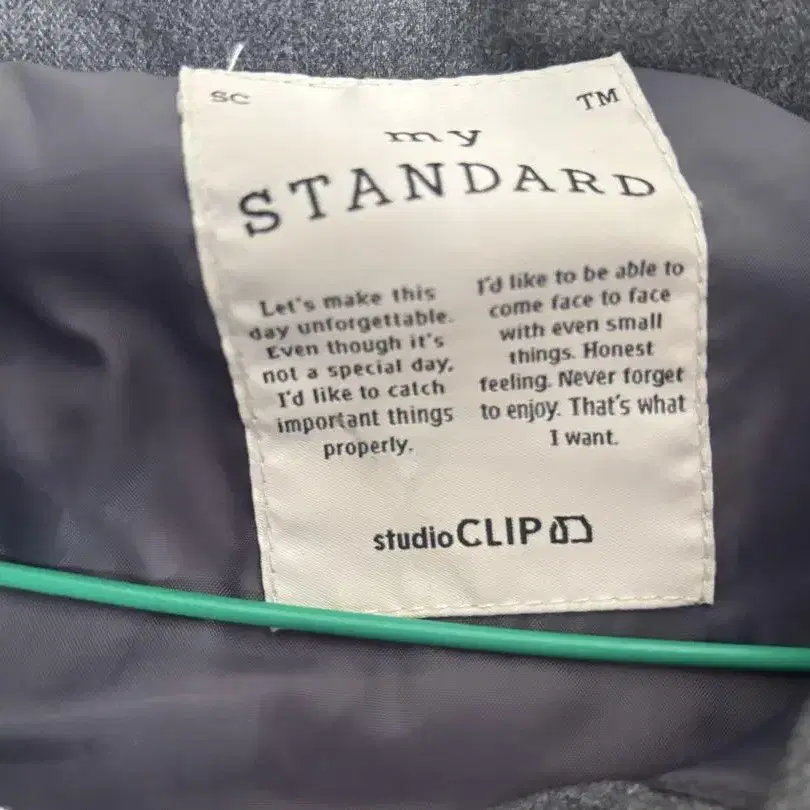 SC
TM
my
STANDARD
Let's make this
day unforgettable.
Even though it's
not a special day,
I'd like to catch
important things
properly.
I'd like to be able to
come face to face
with even small
things. Honest
feeling. Never forget
to enjoy. That's what
I want.
studio CLIP